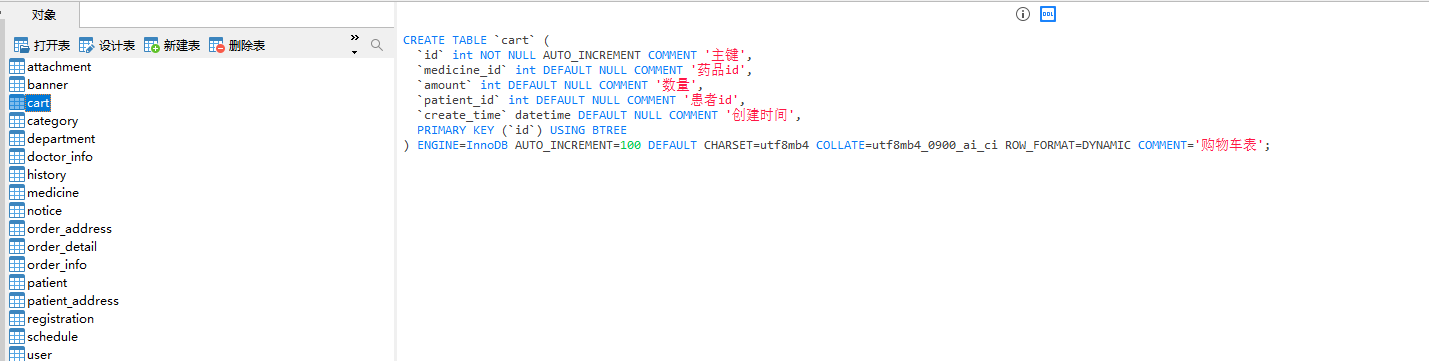 对象
打开表 设计表 新建表 删除表 »
attachment
banner
cart
category
department
doctor_info
history
medicine
notice
order_address
order_detail
order_info
patient
patient_address
registration
schedule
user
DDL
CREATE TABLE `cart` (
  `id` int NOT NULL AUTO_INCREMENT COMMENT '主键',
  `medicine_id` int DEFAULT NULL COMMENT '药品id',
  `amount` int DEFAULT NULL COMMENT '数量',
  `patient_id` int DEFAULT NULL COMMENT '患者id',
  `create_time` datetime DEFAULT NULL COMMENT '创建时间',
  PRIMARY KEY (`id`) USING BTREE
) ENGINE=InnoDB AUTO_INCREMENT=100 DEFAULT CHARSET=utf8mb4 COLLATE=utf8mb4_0900_ai_ci ROW_FORMAT=DYNAMIC COMMENT='购物车表';